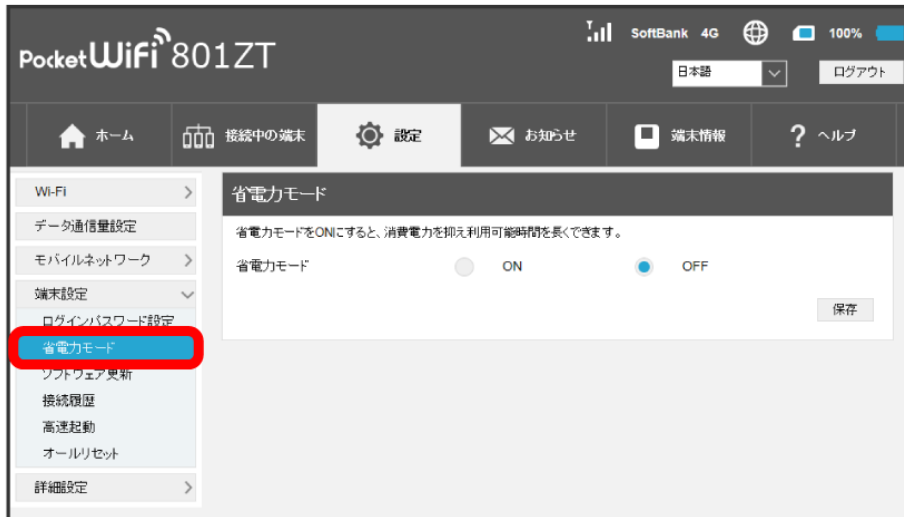 SoftBank 4G 100%
Pocket WiFi 801ZT
日本語 ログアウト
ホーム 接続中の端末 設定 お知らせ 端末情報 ヘルプ
Wi-Fi
データ通信量設定
モバイルネットワーク
端末設定
ログインパスワード設定
省電力モード
ソフトウェア更新
接続履歴
高速起動
オールリセット
詳細設定
省電力モード
省電力モードをONにすると、消費電力を抑え利用可能時間を長くできます。
省電力モード ON OFF
保存